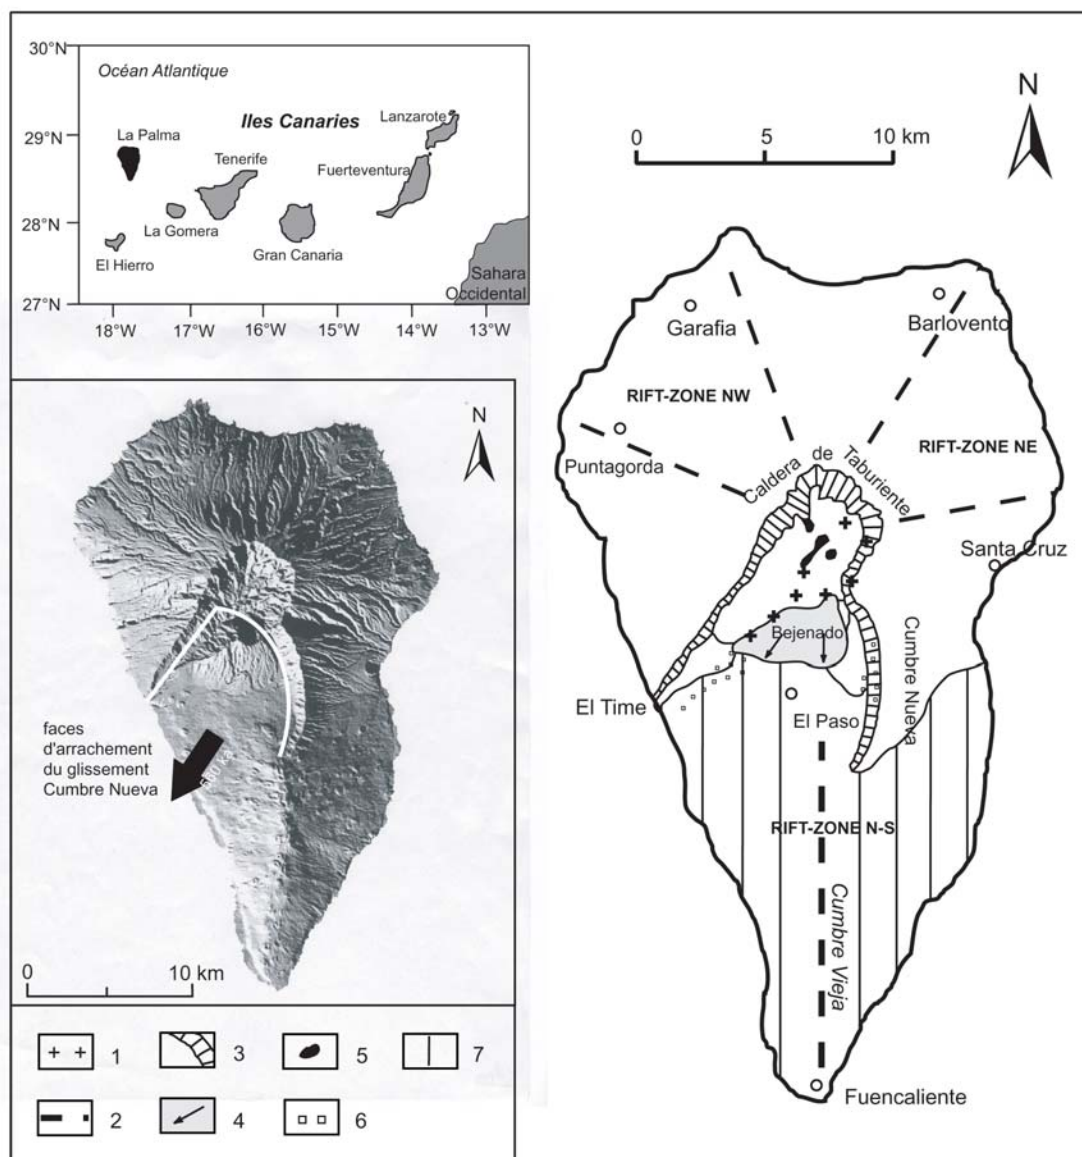 30°N
29°N
28°N
27°N
18°W
17°W
16°W
15°W
14°W
13°W
Océan Atlantique
Iles Canaries
La Palma
Tenerife
Lanzarote
Fuerteventura
La Gomera
El Hierro
Gran Canaria
Sahara
Occidental
N
faces
d'arrachement
du glissement
Cumbre Nueva
0
10 km
1
2
3
4
5
6
7
0
5
10 km
N
Garafia
Barlovento
RIFT-ZONE NW
RIFT-ZONE NE
Puntagorda
Caldera de Taburiente
Santa Cruz
Bejenado
Cumbre Nueva
El Time
El Paso
RIFT-ZONE N-S
Cumbre Vieja
Fuencaliente